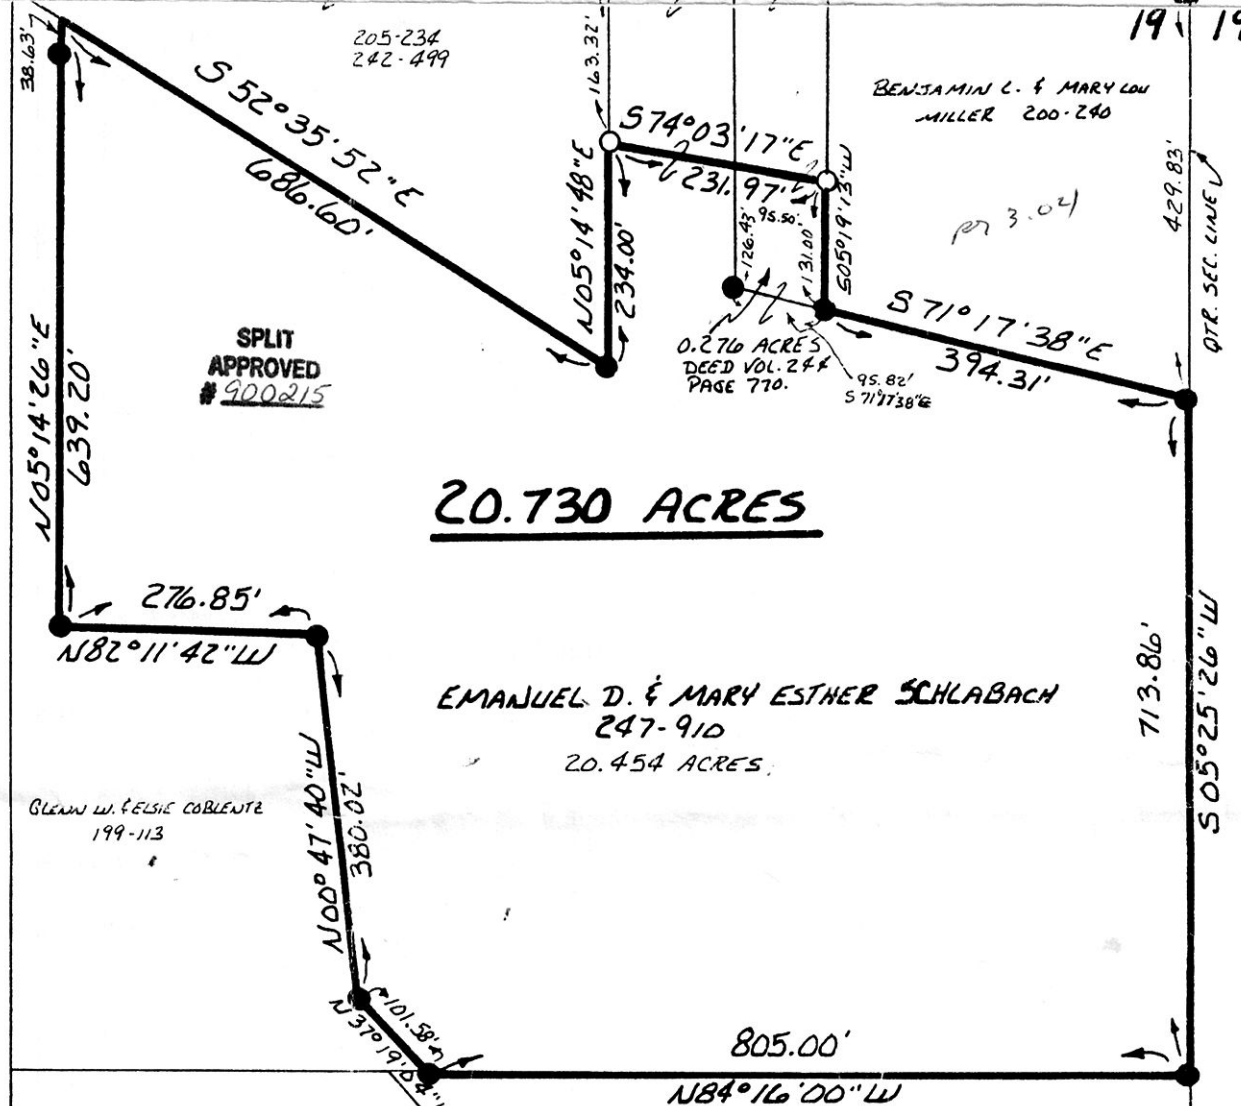 19 19
38.63'
205-234
242-499
163.32'
BENJAMIN C. & MARY LOU
MILLER 200-240
S 52°35'52"E
686.60'
S74°03'17"E
231.97'
N05°14'48"E
234.00'
126.43'
95.50'
131.00'
S05°19'13"W
429.83'
QTR. SEC. LINE
S 71°17'38"E
394.31'
0.276 ACRES
DEED VOL. 244
PAGE 770.
95.82'
S 71°17'38"E
SPLIT
APPROVED
# 900215
N05°14'26"E
639.20'
20.730 ACRES
276.85'
N82°11'42"W
EMANUEL D. & MARY ESTHER SCHLABACH
247-910
20.454 ACRES
713.86'
S 05°25'26"W
GLENN W. & ELSIE COBLENTZ
199-113
N00°47'40"W
380.02'
101.58'
N37°19'04"
805.00'
N84°16'00"W